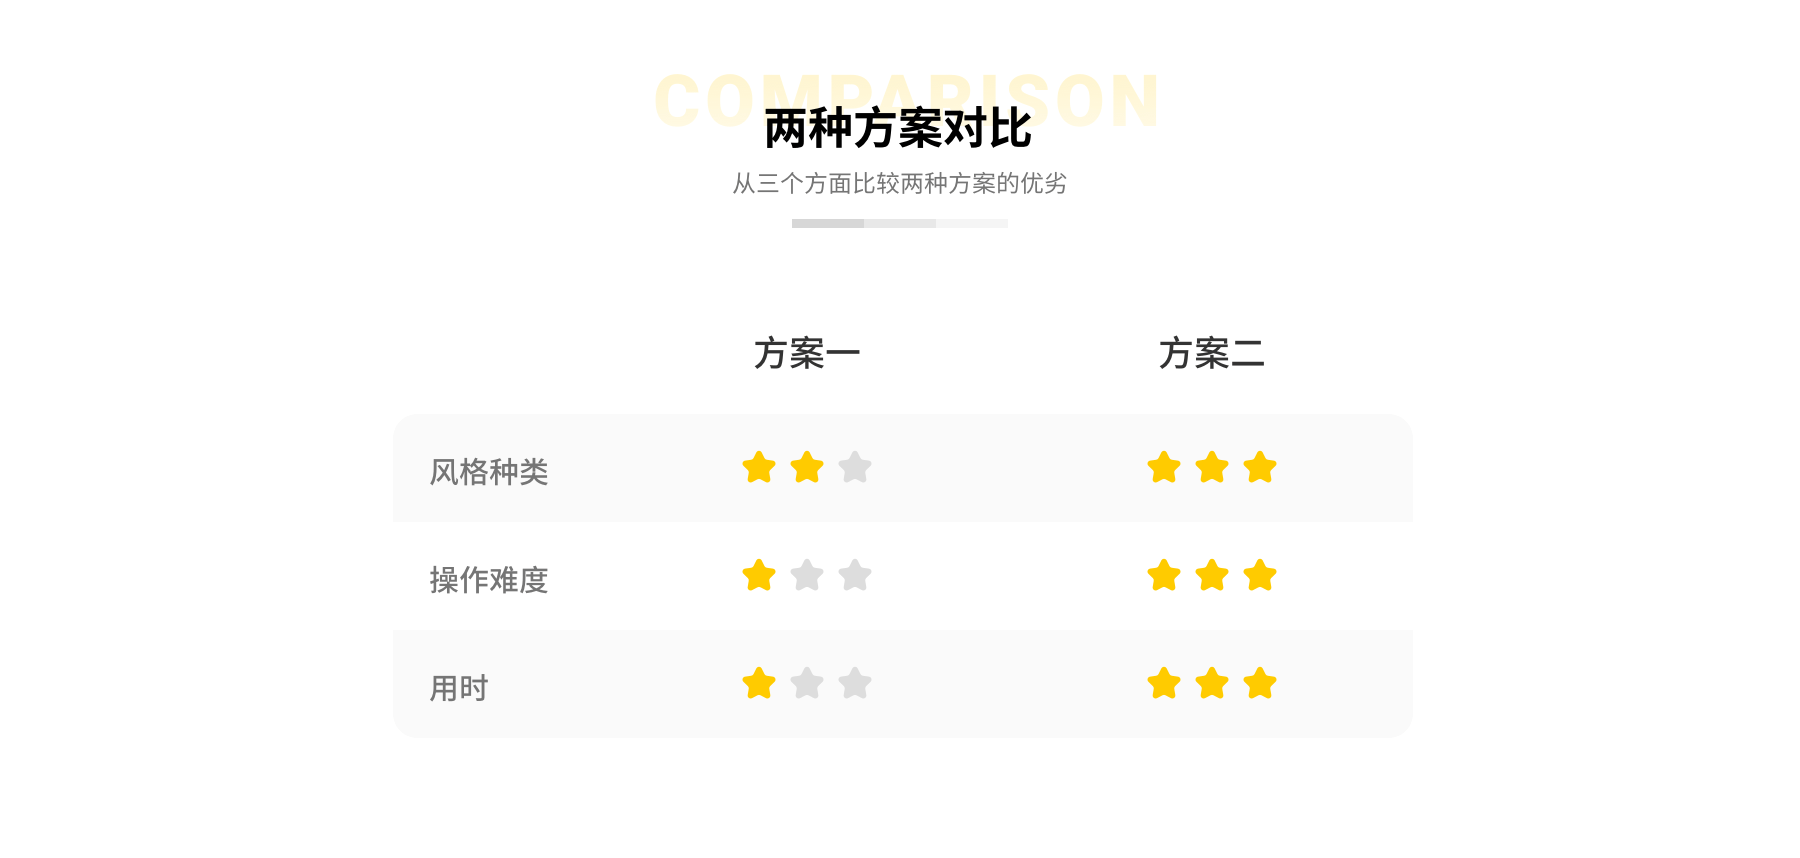 COMPARISON
两种方案对比
从三个方面比较两种方案的优劣
方案一 方案二
风格种类
操作难度
用时